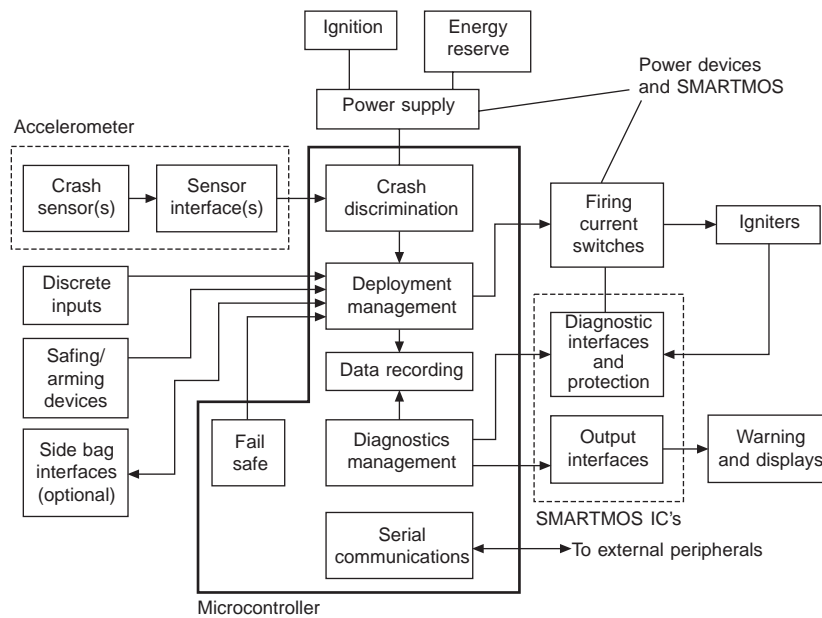 Ignition
Energy
reserve
Power devices
and SMARTMOS
Power supply
Accelerometer
Crash
sensor(s)
Sensor
interface(s)
Crash
discrimination
Firing
current
switches
Igniters
Discrete
inputs
Deployment
management
Safing/
arming
devices
Data recording
Diagnostic
interfaces
and
protection
Side bag
interfaces
(optional)
Fail
safe
Diagnostics
management
Output
interfaces
Warning
and displays
SMARTMOS IC's
Serial
communications
To external peripherals
Microcontroller